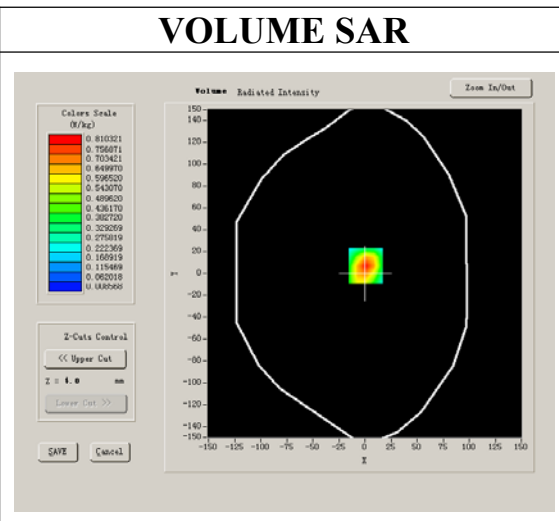 VOLUME SAR
Volume Radiated Intensity
Zoom In/Out
Colors Scale
(W/kg)
0.810321
0.756871
0.703421
0.649970
0.596520
0.543070
0.489620
0.436170
0.382720
0.329269
0.275819
0.222369
0.168919
0.115469
0.062018
0.008568
Z-Cuts Control
<< Upper Cut
Z = 4.0 mm
Lower Cut >>
SAVE
Cancel
150
140
120
100
80
60
40
20
0
-20
-40
-60
-80
-100
-120
-140
-150
Y
-150 -125 -100 -75 -50 -25 0 25 50 75 100 125 150
X